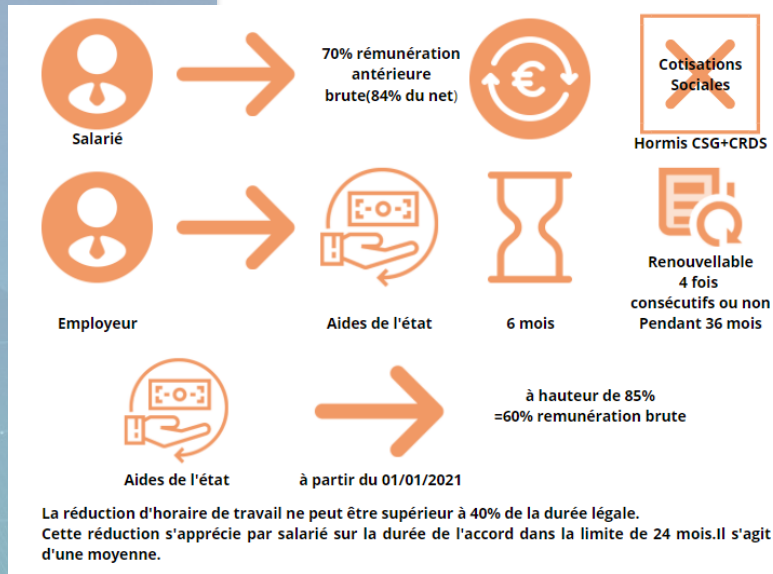 70% rémunération
antérieure
brute(84% du net)
Cotisations
Sociales
Salarié
Hormis CSG+CRDS
Renouvellable
4 fois
consécutifs ou non
Pendant 36 mois
Employeur
Aides de l'état
6 mois
à hauteur de 85%
=60% remunération brute
Aides de l'état
à partir du 01/01/2021
La réduction d'horaire de travail ne peut être supérieur à 40% de la durée légale.
Cette réduction s'apprécie par salarié sur la durée de l'accord dans la limite de 24 mois.Il s'agit
d'une moyenne.